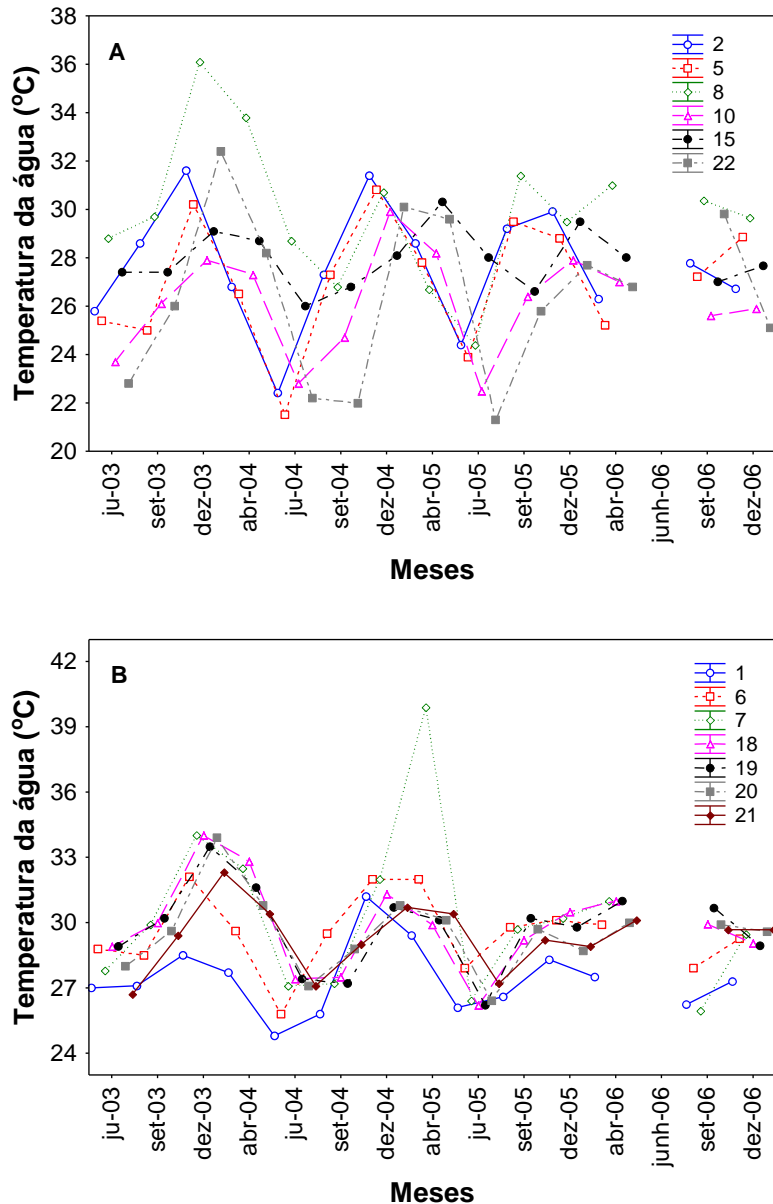 38
36
34
32
30
28
26
24
22
20
Temperatura da água (ºC)
A
2
5
8
10
15
22
ju-03
set-03
dez-03
abr-04
ju-04
set-04
dez-04
abr-05
ju-05
set-05
dez-05
abr-06
junh-06
set-06
dez-06
Meses
42
39
36
33
30
27
24
Temperatura da água (ºC)
B
1
6
7
18
19
20
21
ju-03
set-03
dez-03
abr-04
ju-04
set-04
dez-04
abr-05
ju-05
set-05
dez-05
abr-06
junh-06
set-06
dez-06
Meses